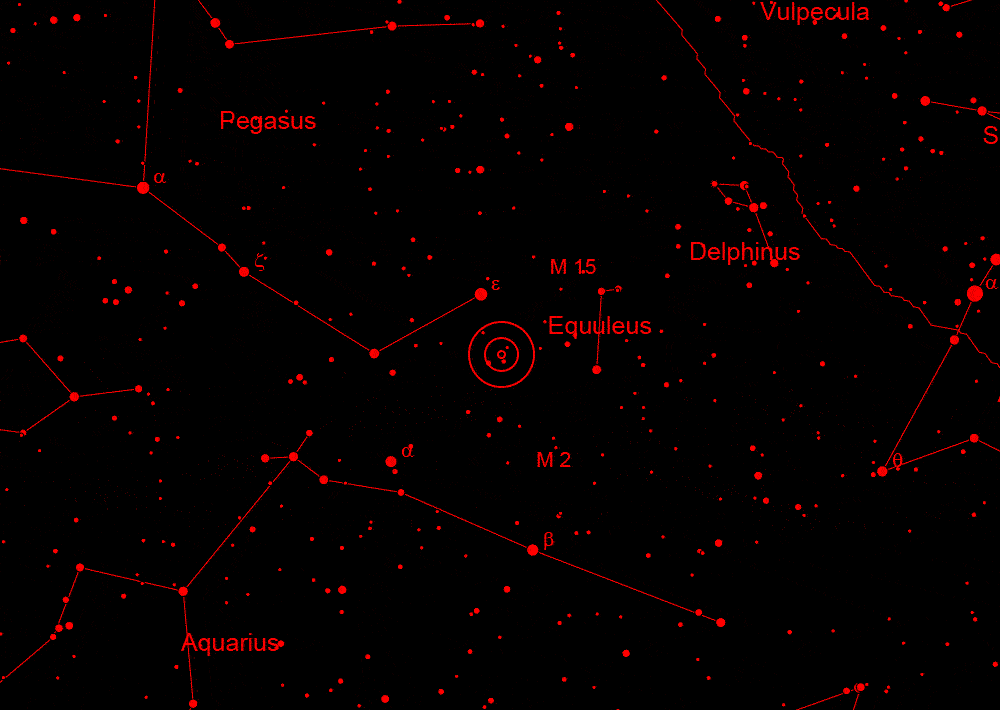 Vulpecula
Pegasus
S
α
Delphinus
ζ
M 15
ε
α
Equuleus
α
M 2
θ
β
Aquarius